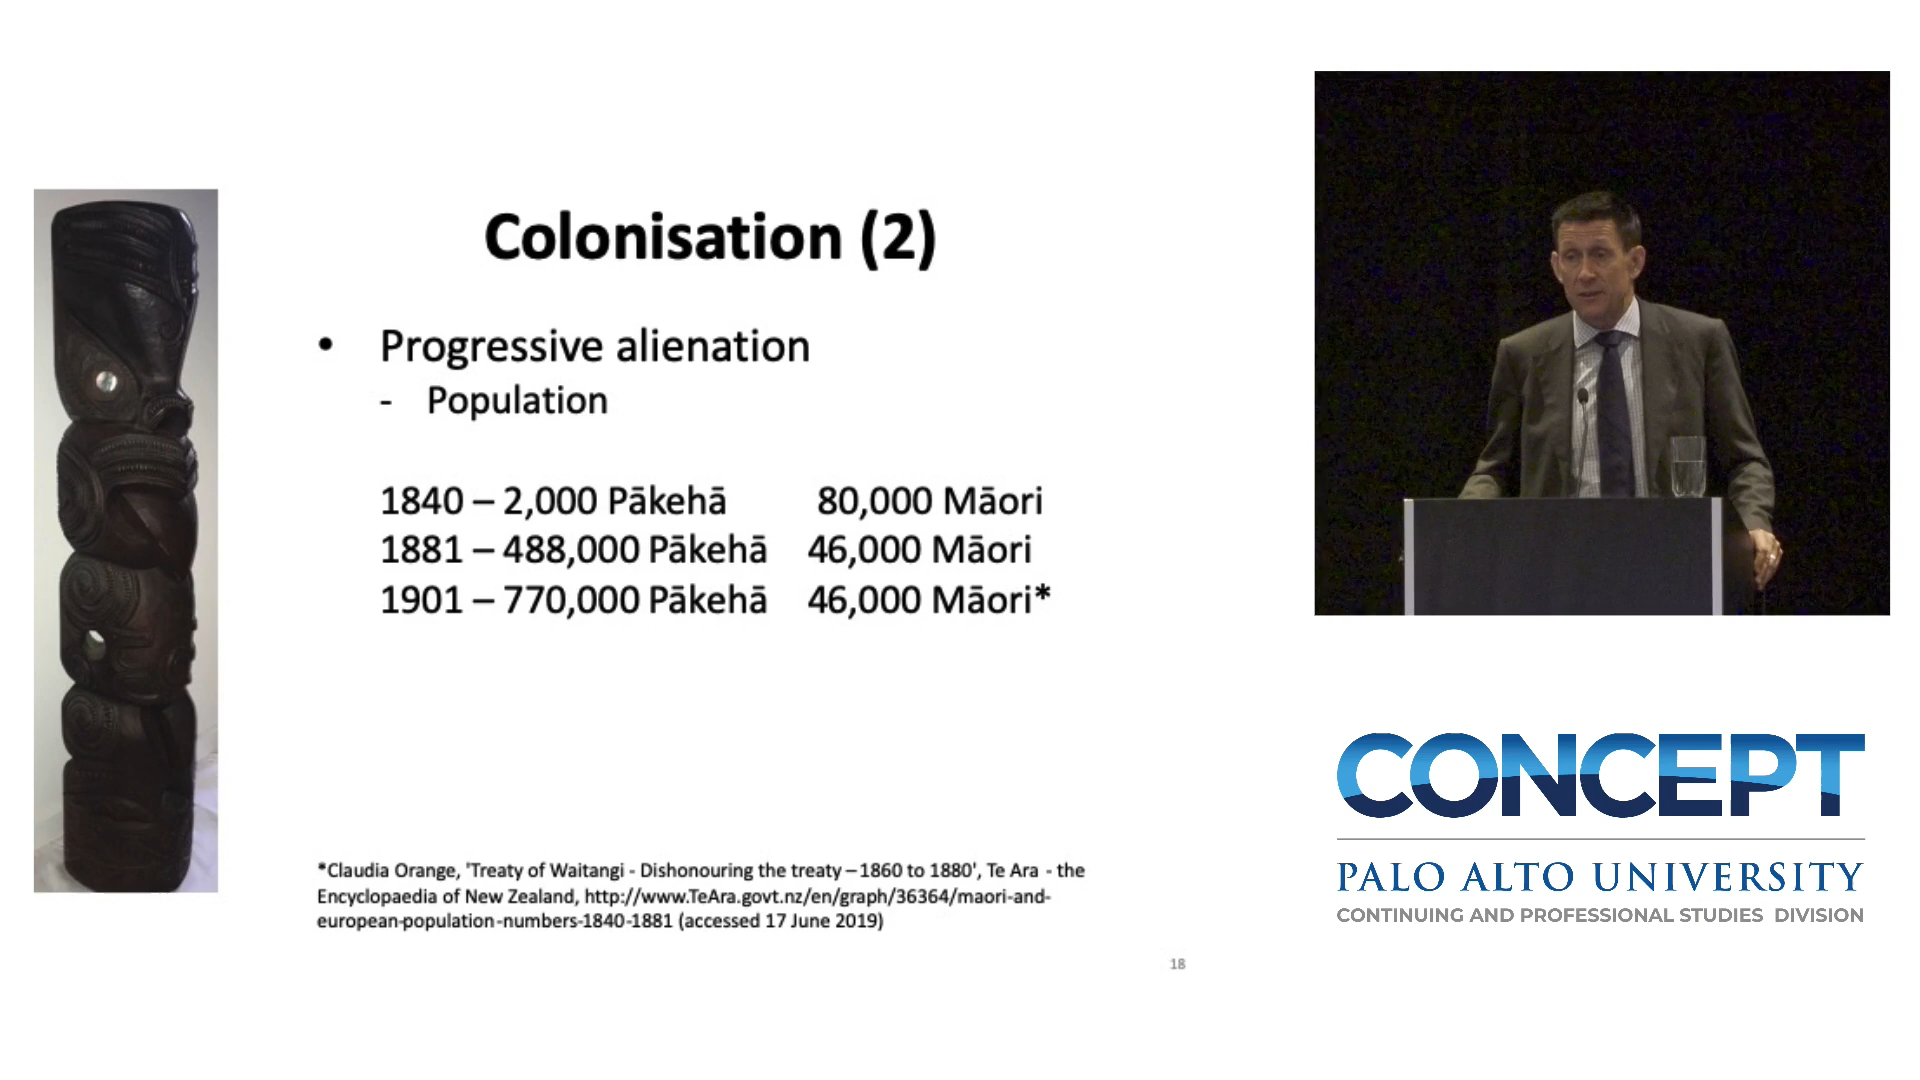 Colonisation (2)
• Progressive alienation
- Population
1840 – 2,000 Pākehā 80,000 Māori
1881 – 488,000 Pākehā 46,000 Māori
1901 – 770,000 Pākehā 46,000 Māori*
*Claudia Orange, 'Treaty of Waitangi - Dishonouring the treaty – 1860 to 1880', Te Ara - the
Encyclopaedia of New Zealand, http://www.TeAra.govt.nz/en/graph/36364/maori-and-
european-population-numbers-1840-1881 (accessed 17 June 2019)
18
CONCEPT
PALO ALTO UNIVERSITY
CONTINUING AND PROFESSIONAL STUDIES DIVISION